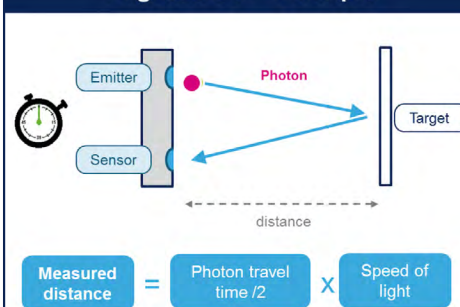 Emitter
Photon
Target
Sensor
distance
Measured distance
=
Photon travel time /2
X
Speed of light